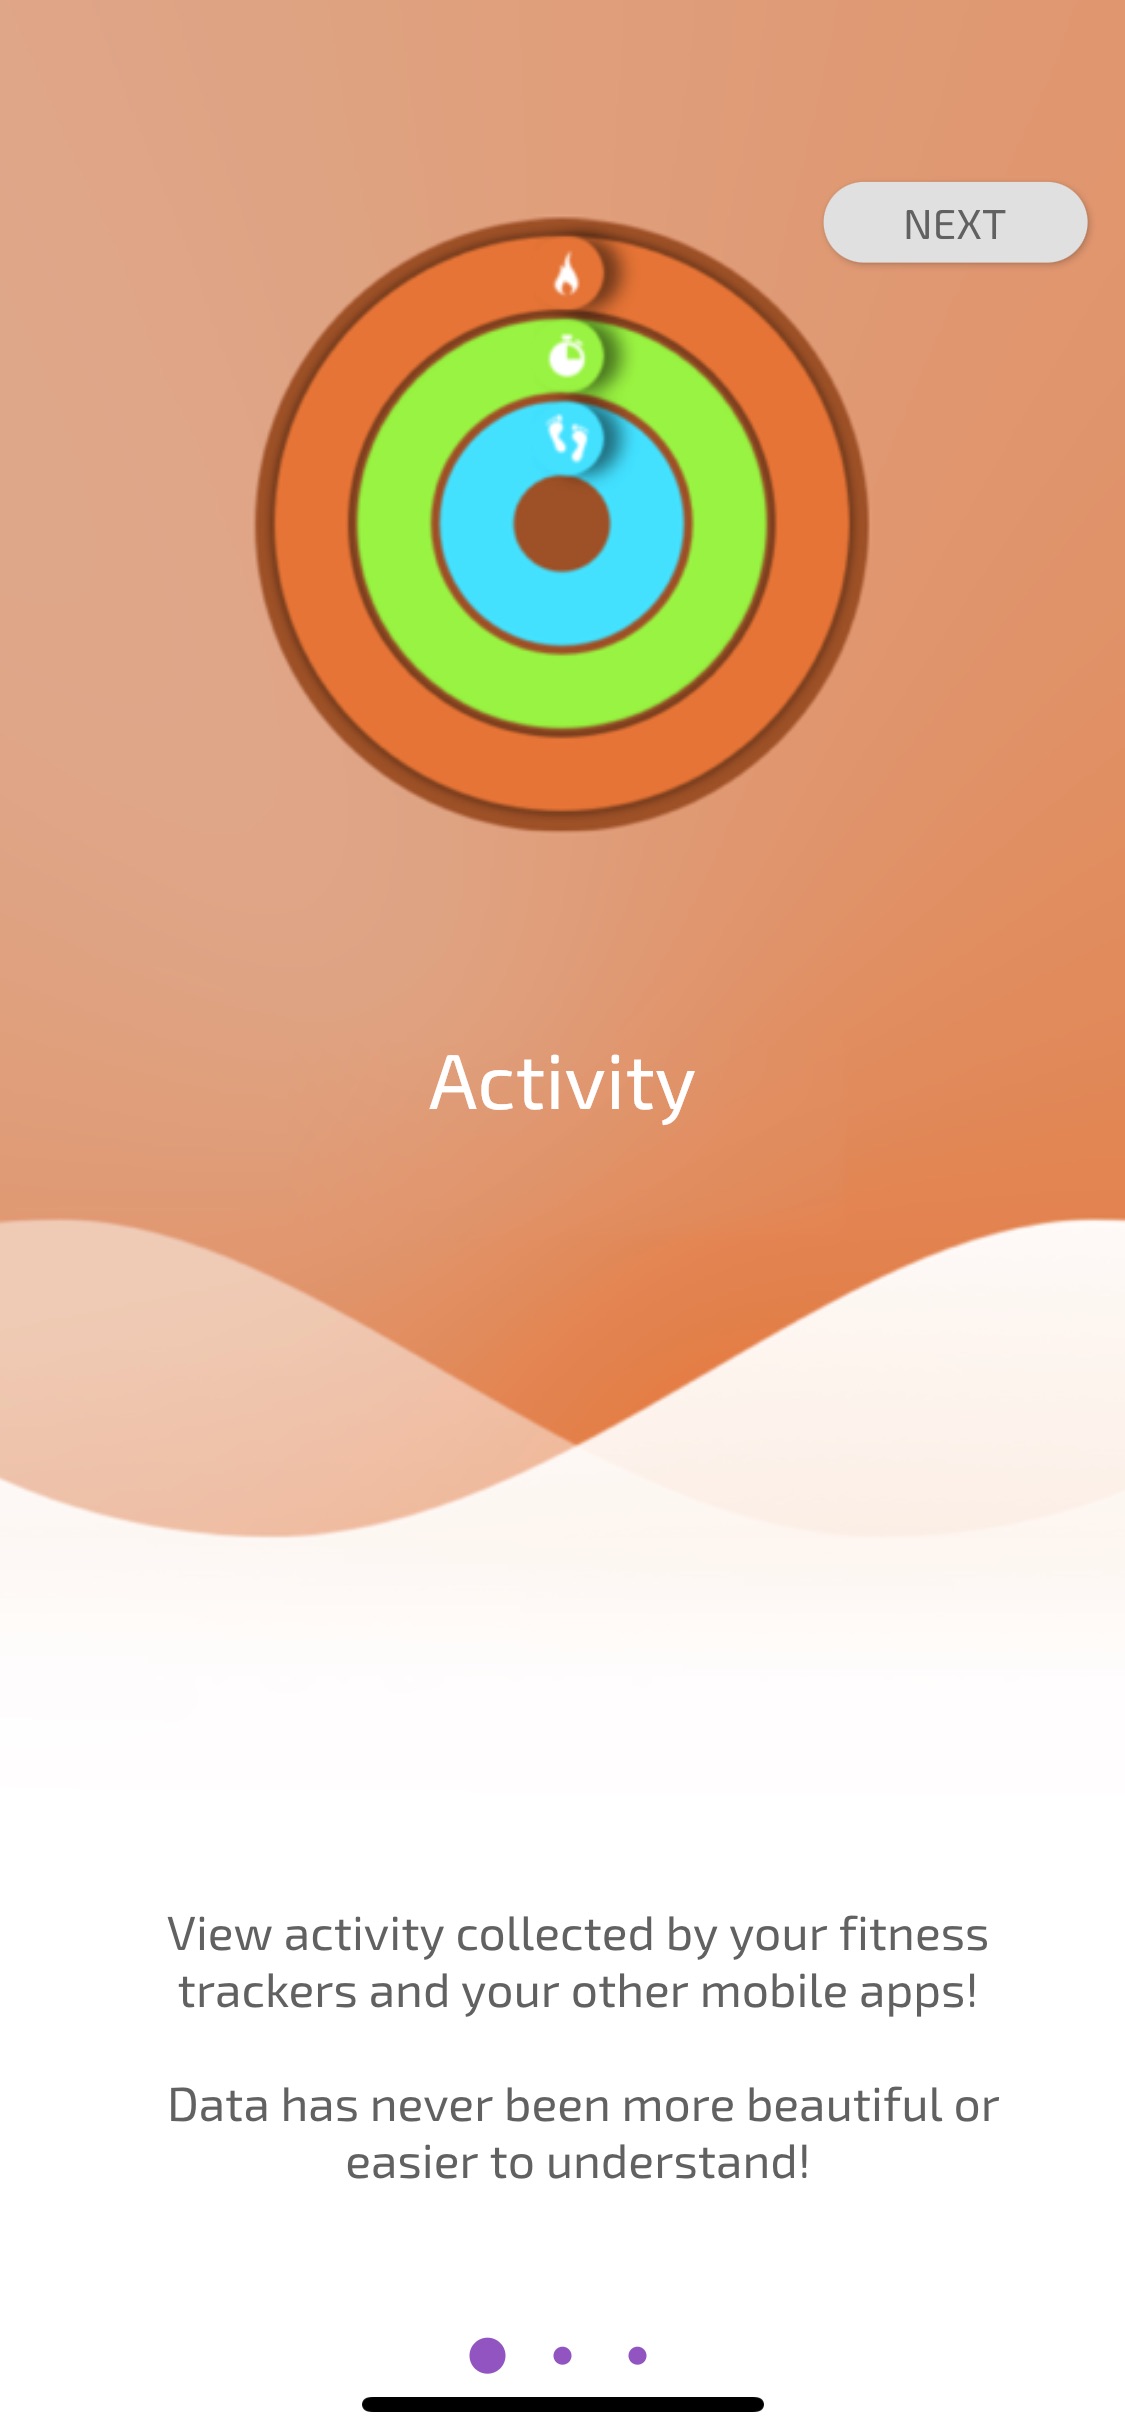 NEXT
Activity
View activity collected by your fitness
trackers and your other mobile apps!
Data has never been more beautiful or
easier to understand!